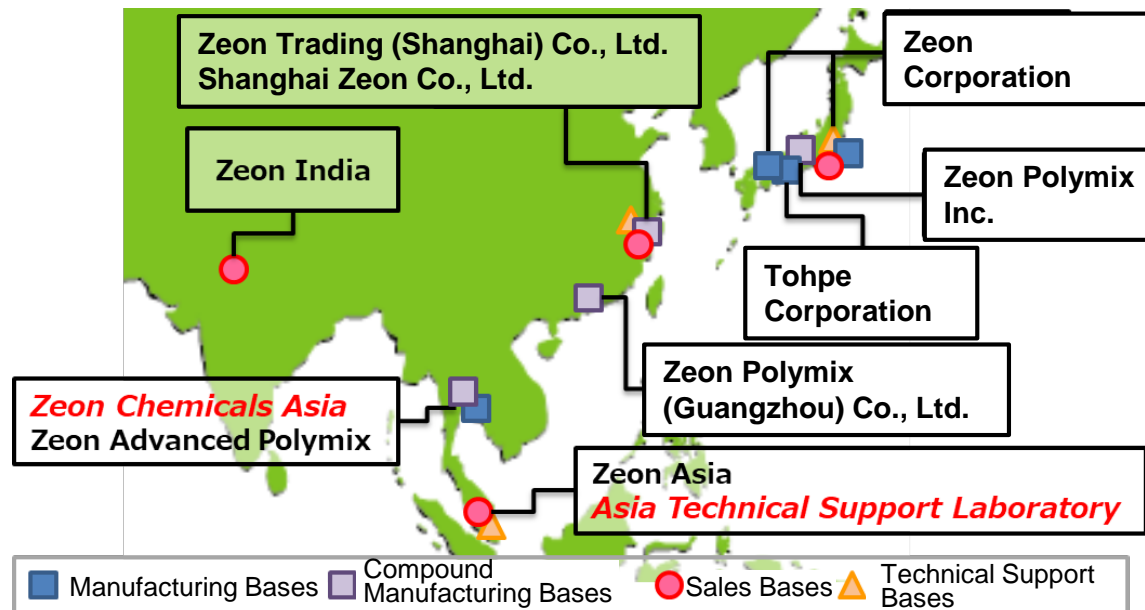 Zeon Trading (Shanghai) Co., Ltd.
Shanghai Zeon Co., Ltd.
Zeon
Corporation
Zeon India
Zeon Polymix
Inc.
Tohpe
Corporation
Zeon Polymix
(Guangzhou) Co., Ltd.
Zeon Chemicals Asia
Zeon Advanced Polymix
Zeon Asia
Asia Technical Support Laboratory
Manufacturing Bases
Compound
Manufacturing Bases
Sales Bases
Technical Support
Bases